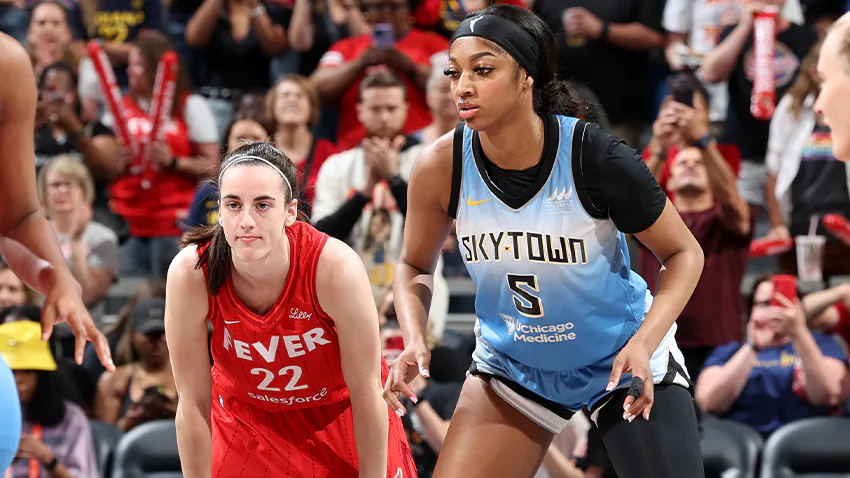 SKYTOWN
5
Chicago
Medicine
Lilly
FEVER
22
salesforce